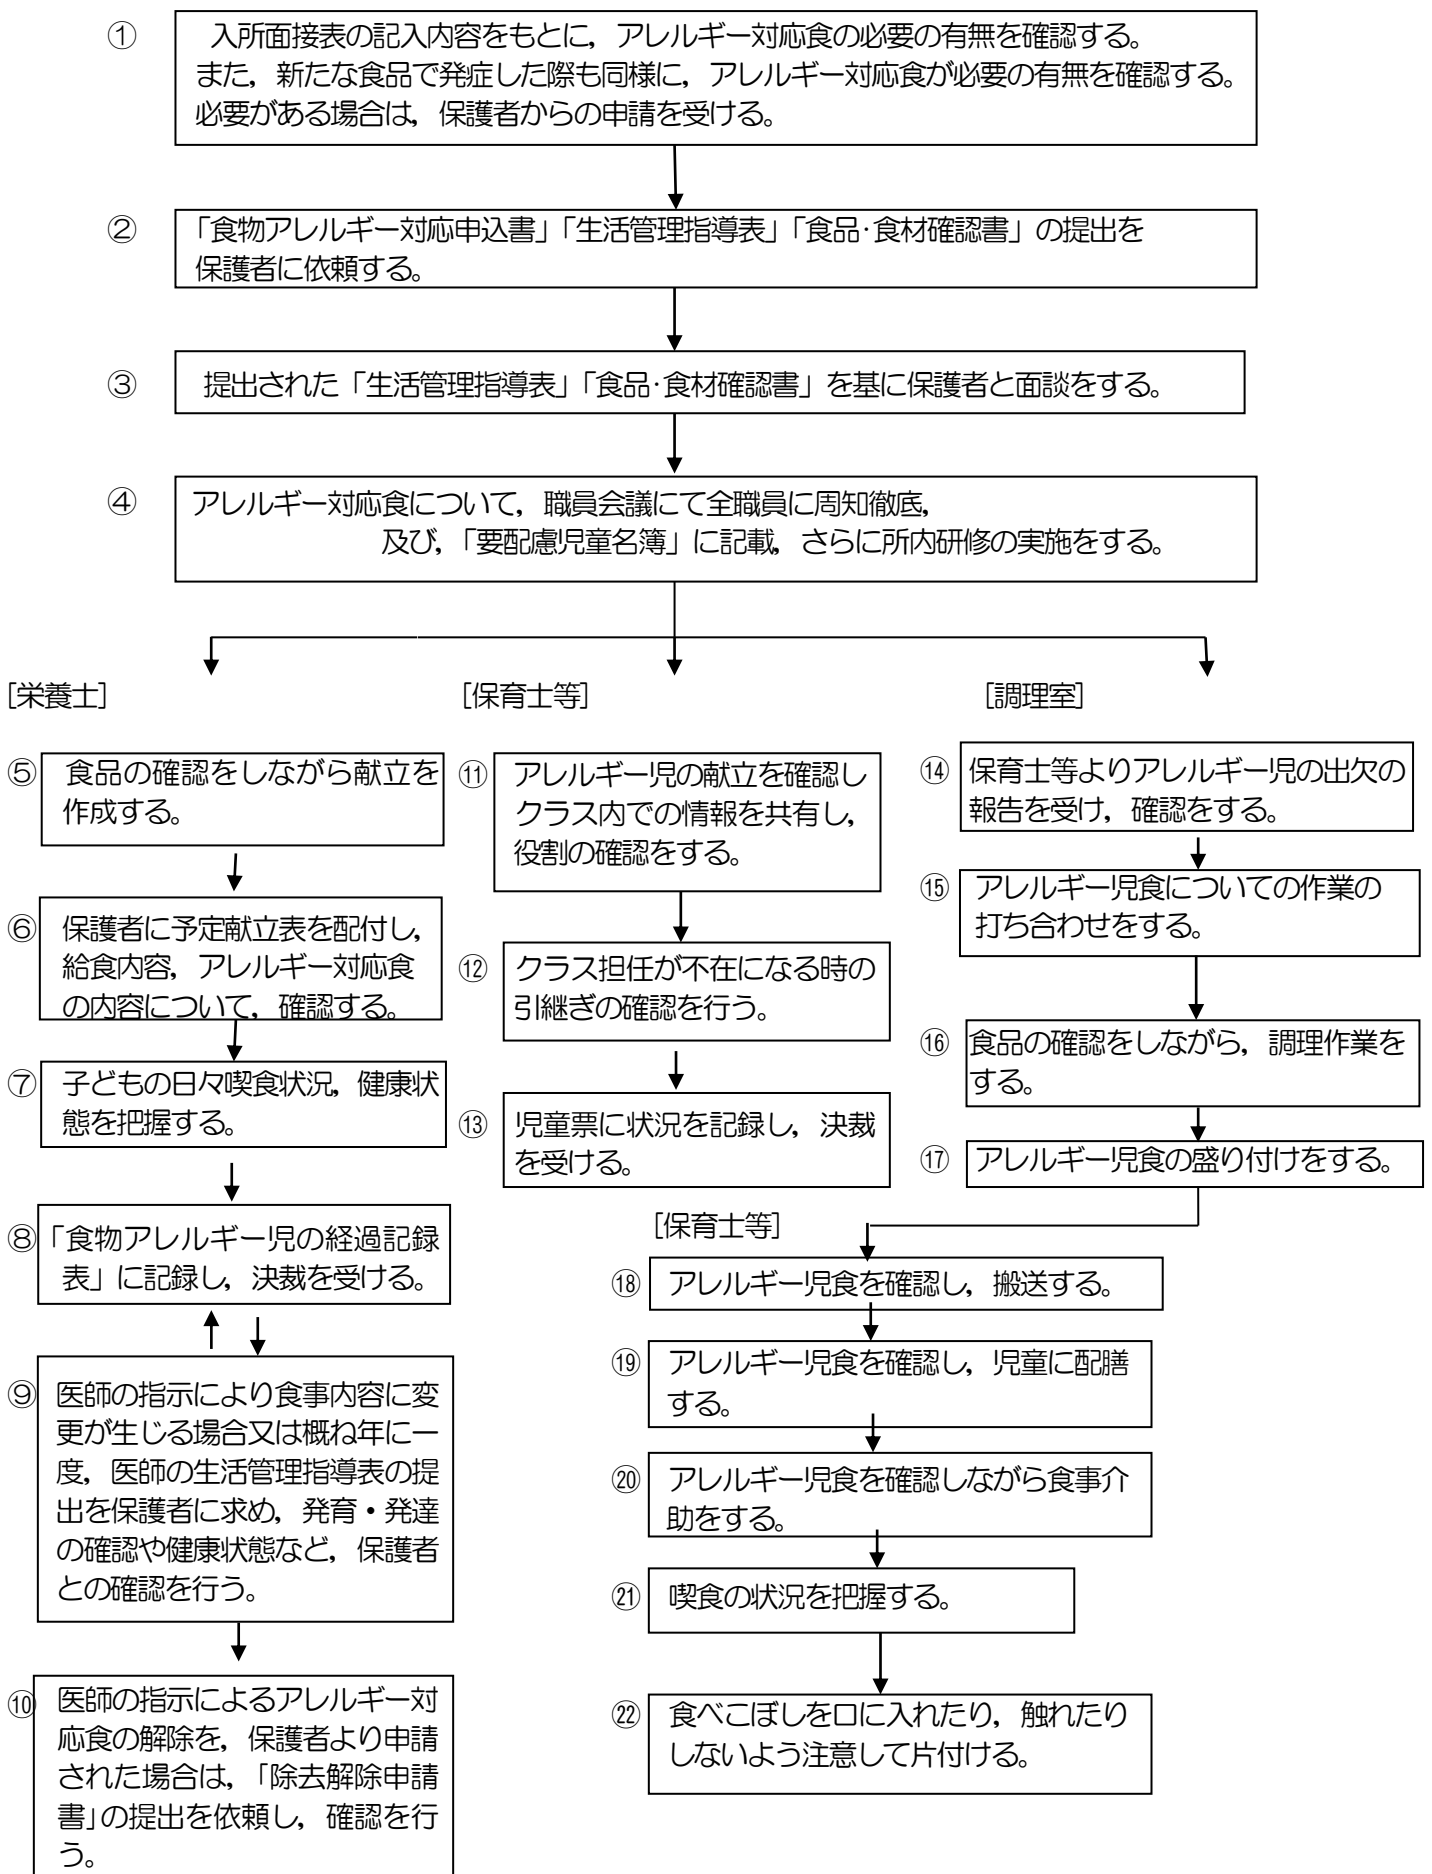 ① 入所面接表の記入内容をもとに，アレルギー対応食の必要の有無を確認する。
また，新たな食品で発症した際も同様に，アレルギー対応食が必要の有無を確認する。
必要がある場合は，保護者からの申請を受ける。
② 「食物アレルギー対応申込書」「生活管理指導表」「食品･食材確認書」の提出を
保護者に依頼する。
③ 提出された「生活管理指導表」「食品･食材確認書」を基に保護者と面談をする。
④ アレルギー対応食について，職員会議にて全職員に周知徹底，
及び，「要配慮児童名簿」に記載，さらに所内研修の実施をする。
[栄養士]
⑤ 食品の確認をしながら献立を
作成する。
⑥ 保護者に予定献立表を配付し，
給食内容，アレルギー対応食
の内容について，確認する。
⑦ 子どもの日々喫食状況，健康状
態を把握する。
⑧ 「食物アレルギー児の経過記録
表」に記録し，決裁を受ける。
⑨ 医師の指示により食事内容に変
更が生じる場合又は概ね年に一
度，医師の生活管理指導表の提
出を保護者に求め，発育・発達
の確認や健康状態など，保護者
との確認を行う。
⑩ 医師の指示によるアレルギー対
応食の解除を，保護者より申請
された場合は，「除去解除申請
書」の提出を依頼し，確認を行
う。
[保育士等]
⑪ アレルギー児の献立を確認し
クラス内での情報を共有し，
役割の確認をする。
⑫ クラス担任が不在になる時の
引継ぎの確認を行う。
⑬ 児童票に状況を記録し，決裁
を受ける。
[調理室]
⑭ 保育士等よりアレルギー児の出欠の
報告を受け，確認をする。
⑮ アレルギー児食についての作業の
打ち合わせをする。
⑯ 食品の確認をしながら，調理作業を
する。
⑰ アレルギー児食の盛り付けをする。
[保育士等]
⑱ アレルギー児食を確認し，搬送する。
⑲ アレルギー児食を確認し，児童に配膳
する。
⑳ アレルギー児食を確認しながら食事介
助をする。
㉑ 喫食の状況を把握する。
㉒ 食べこぼしを口に入れたり，触れたり
しないよう注意して片付ける。